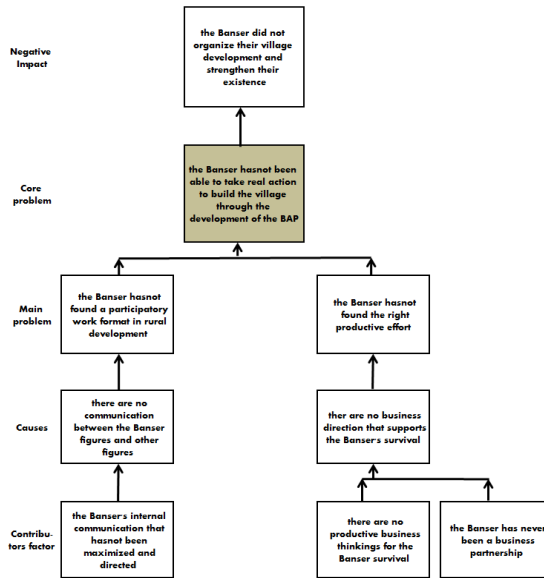 Negative
Impact
the Banser did not
organize their village
development and
strengthen their
existence
Core
problem
the Banser hasnot been
able to take real action
to build the village
through the
development of the BAP
Main
problem
the Banser hasnot
found a participatory
work format in rural
development
the Banser hasnot
found the right
productive effort
Causes
there are no
communication
between the Banser
figures and other
figures
ther are no business
direction that supports
the Banser's survival
Contribu-
tors factor
the Banser's internal
communication that
hasnot been
maximized and
directed
there are no
productive business
thinkings for the
Banser survival
the Banser has never
been a business
partnership